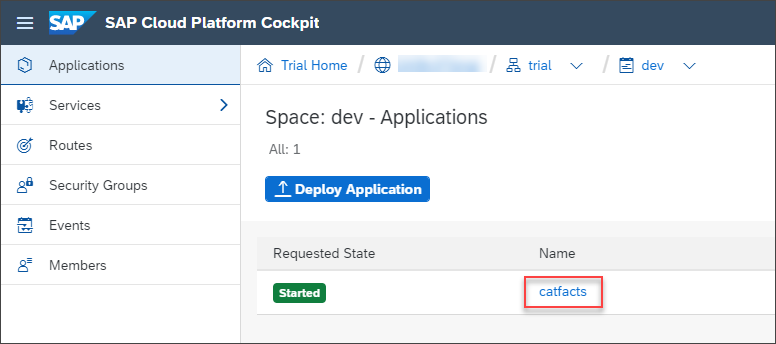 SAP SAP Cloud Platform Cockpit
Applications
Trial Home / / trial / dev
Services
Routes
Security Groups
Events
Members
Space: dev - Applications
All: 1
Deploy Application
Requested State Name
Started catfacts